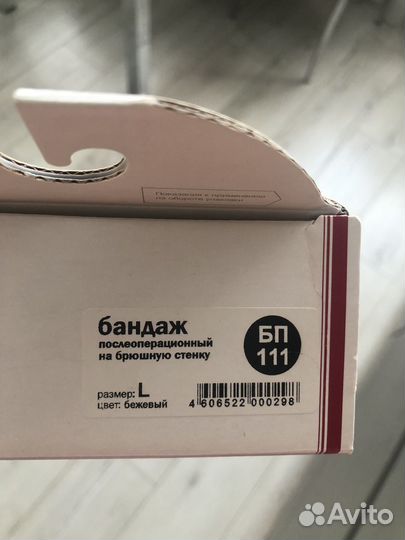 Показания к применению
на обороте упаковки
бандаж
послеоперационный
на брюшную стенку
БП
111
размер: L
цвет: бежевый
4 606522 000298
Avito